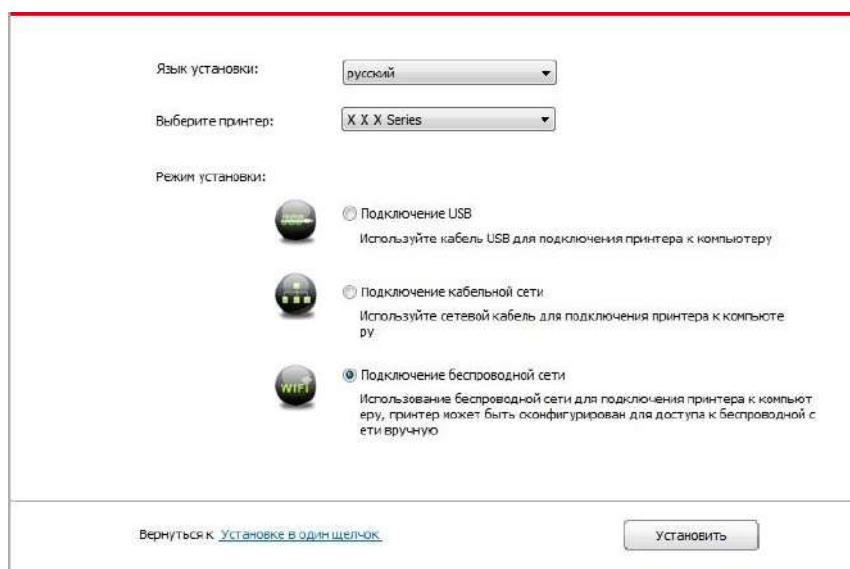 Язык установки:
русский
Выберите принтер:
X X X Series
Режим установки:
Подключение USB
Используйте кабель USB для подключения принтера к компьютеру
Подключение кабельной сети
Используйте сетевой кабель для подключения принтера к компьюте
ру
WiFi
Подключение беспроводной сети
Использование беспроводной сети для подключения принтера к компьют
еру, принтер может быть сконфигурирован для доступа к беспроводной с
ети вручную
Вернуться к Установке в один щелчок
Установить